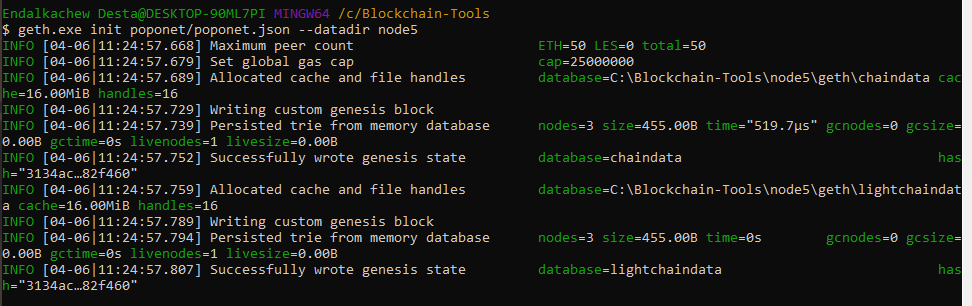 Endalkachew Desta@DESKTOP-90ML7PI MINGW64 /c/Blockchain-Tools
$ geth.exe init poponet/poponet.json --datadir node5
INFO [04-06|11:24:57.668] Maximum peer count                       ETH=50 LES=0 total=50
INFO [04-06|11:24:57.679] Set global gas cap                       cap=25000000
INFO [04-06|11:24:57.689] Allocated cache and file handles         database=C:\Blockchain-Tools\node5\geth\chaindata cac
he=16.00MiB handles=16
INFO [04-06|11:24:57.729] Writing custom genesis block
INFO [04-06|11:24:57.739] Persisted trie from memory database      nodes=3 size=455.00B time="519.7µs" gcnodes=0 gcsize=
0.00B gctime=0s livenodes=1 livesize=0.00B
INFO [04-06|11:24:57.752] Successfully wrote genesis state         database=chaindata                                has
h="3134ac…82f460"
INFO [04-06|11:24:57.759] Allocated cache and file handles         database=C:\Blockchain-Tools\node5\geth\lightchaindat
a cache=16.00MiB handles=16
INFO [04-06|11:24:57.789] Writing custom genesis block
INFO [04-06|11:24:57.794] Persisted trie from memory database      nodes=3 size=455.00B time=0s        gcnodes=0 gcsize=
0.00B gctime=0s livenodes=1 livesize=0.00B
INFO [04-06|11:24:57.807] Successfully wrote genesis state         database=lightchaindata                           has
h="3134ac…82f460"